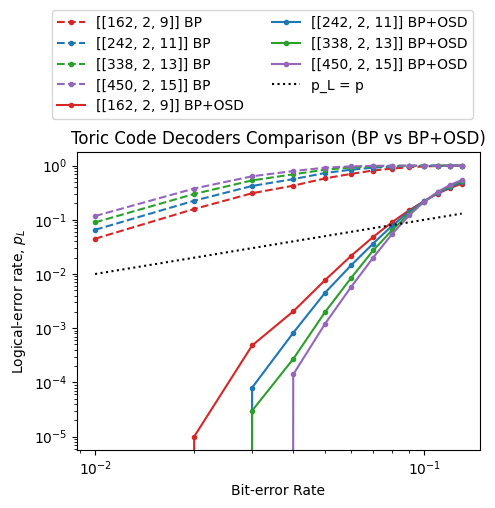 [[162, 2, 9]] BP
[[242, 2, 11]] BP
[[338, 2, 13]] BP
[[450, 2, 15]] BP
[[162, 2, 9]] BP+OSD
[[242, 2, 11]] BP+OSD
[[338, 2, 13]] BP+OSD
[[450, 2, 15]] BP+OSD
p_L = p
Toric Code Decoders Comparison (BP vs BP+OSD)
Logical-error rate, p_L
10⁰
10⁻¹
10⁻²
10⁻³
10⁻⁴
10⁻⁵
10⁻² 10⁻¹
Bit-error Rate